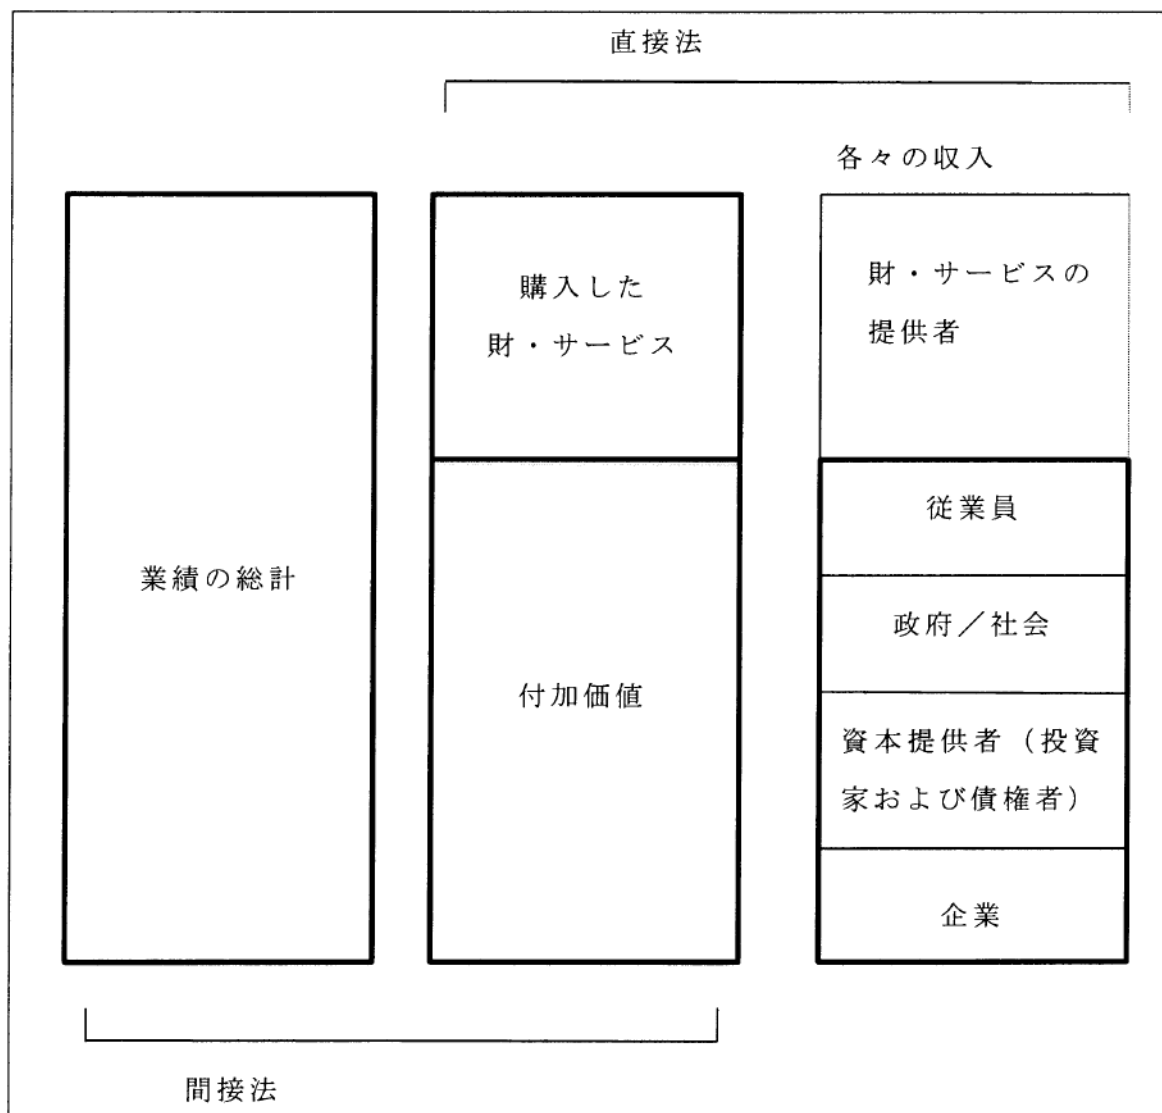 直接法
各々の収入
購入した
財・サービス
財・サービスの
提供者
従業員
業績の総計
政府／社会
付加価値
資本提供者（投資
家および債権者）
企業
間接法